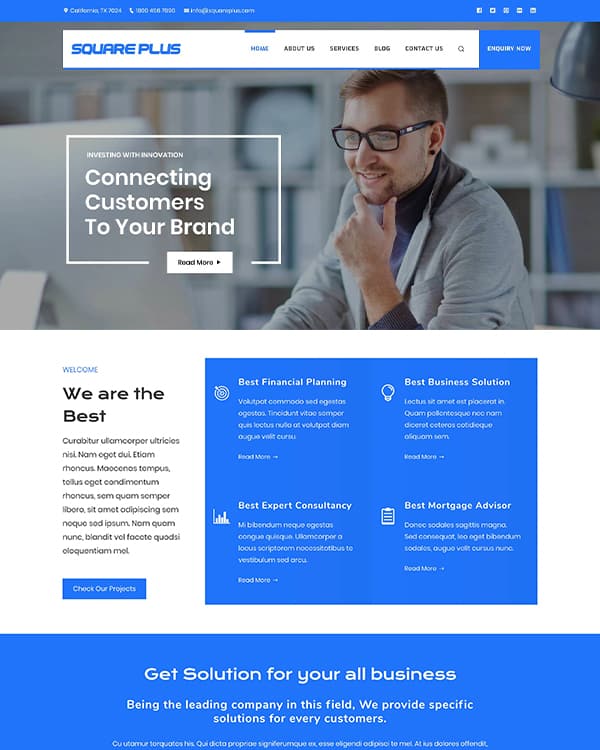 California, TX 7024 1800 456 7890 info@squareplus.com
SQUARE PLUS
HOME ABOUT US SERVICES BLOG CONTACT US ENQUIRY NOW
INVESTING WITH INNOVATION
Connecting
Customers
To Your Brand
Read More
WELCOME
We are the
Best
Curabitur ullamcorper ultricies
nisi. Nam eget dui. Etiam
rhoncus. Maecenas tempus,
tellus eget condimentum
rhoncus, sem quam semper
libero, sit amet adipiscing sem
neque sed ipsum. Nam quam
nunc, blandit vel facete quodsi
eloquentiam mel.
Check Our Projects
Best Financial Planning
Volutpat commodo sed egestas
egestas. Tincidunt vitae semper
quis lectus nulla at volutpat diam
augue velit cursu.
Read More →
Best Business Solution
Lectus sit amet est placerat in.
Quam pellentesque nec nam
diceret ceteros cotidieque
aliquam sem.
Read More →
Best Expert Consultancy
Mi bibendum neque egestas
congue quisque. Ullamcorper a
lacus scriptorem necessitatibus te
vestibulum sed arcu.
Read More →
Best Mortgage Advisor
Donec sodales sagittis magna.
Sed consequat, leo eget bibendum
sodales, augue velit cursus nunc.
Read More →
Get Solution for your all business
Being the leading company in this field, We provide specific
solutions for every customers.
Cu utamur torquatos his. Qui dicta propriae signiferumque ex, esse eligendi adipisci te mel. At ius dolores offendit,